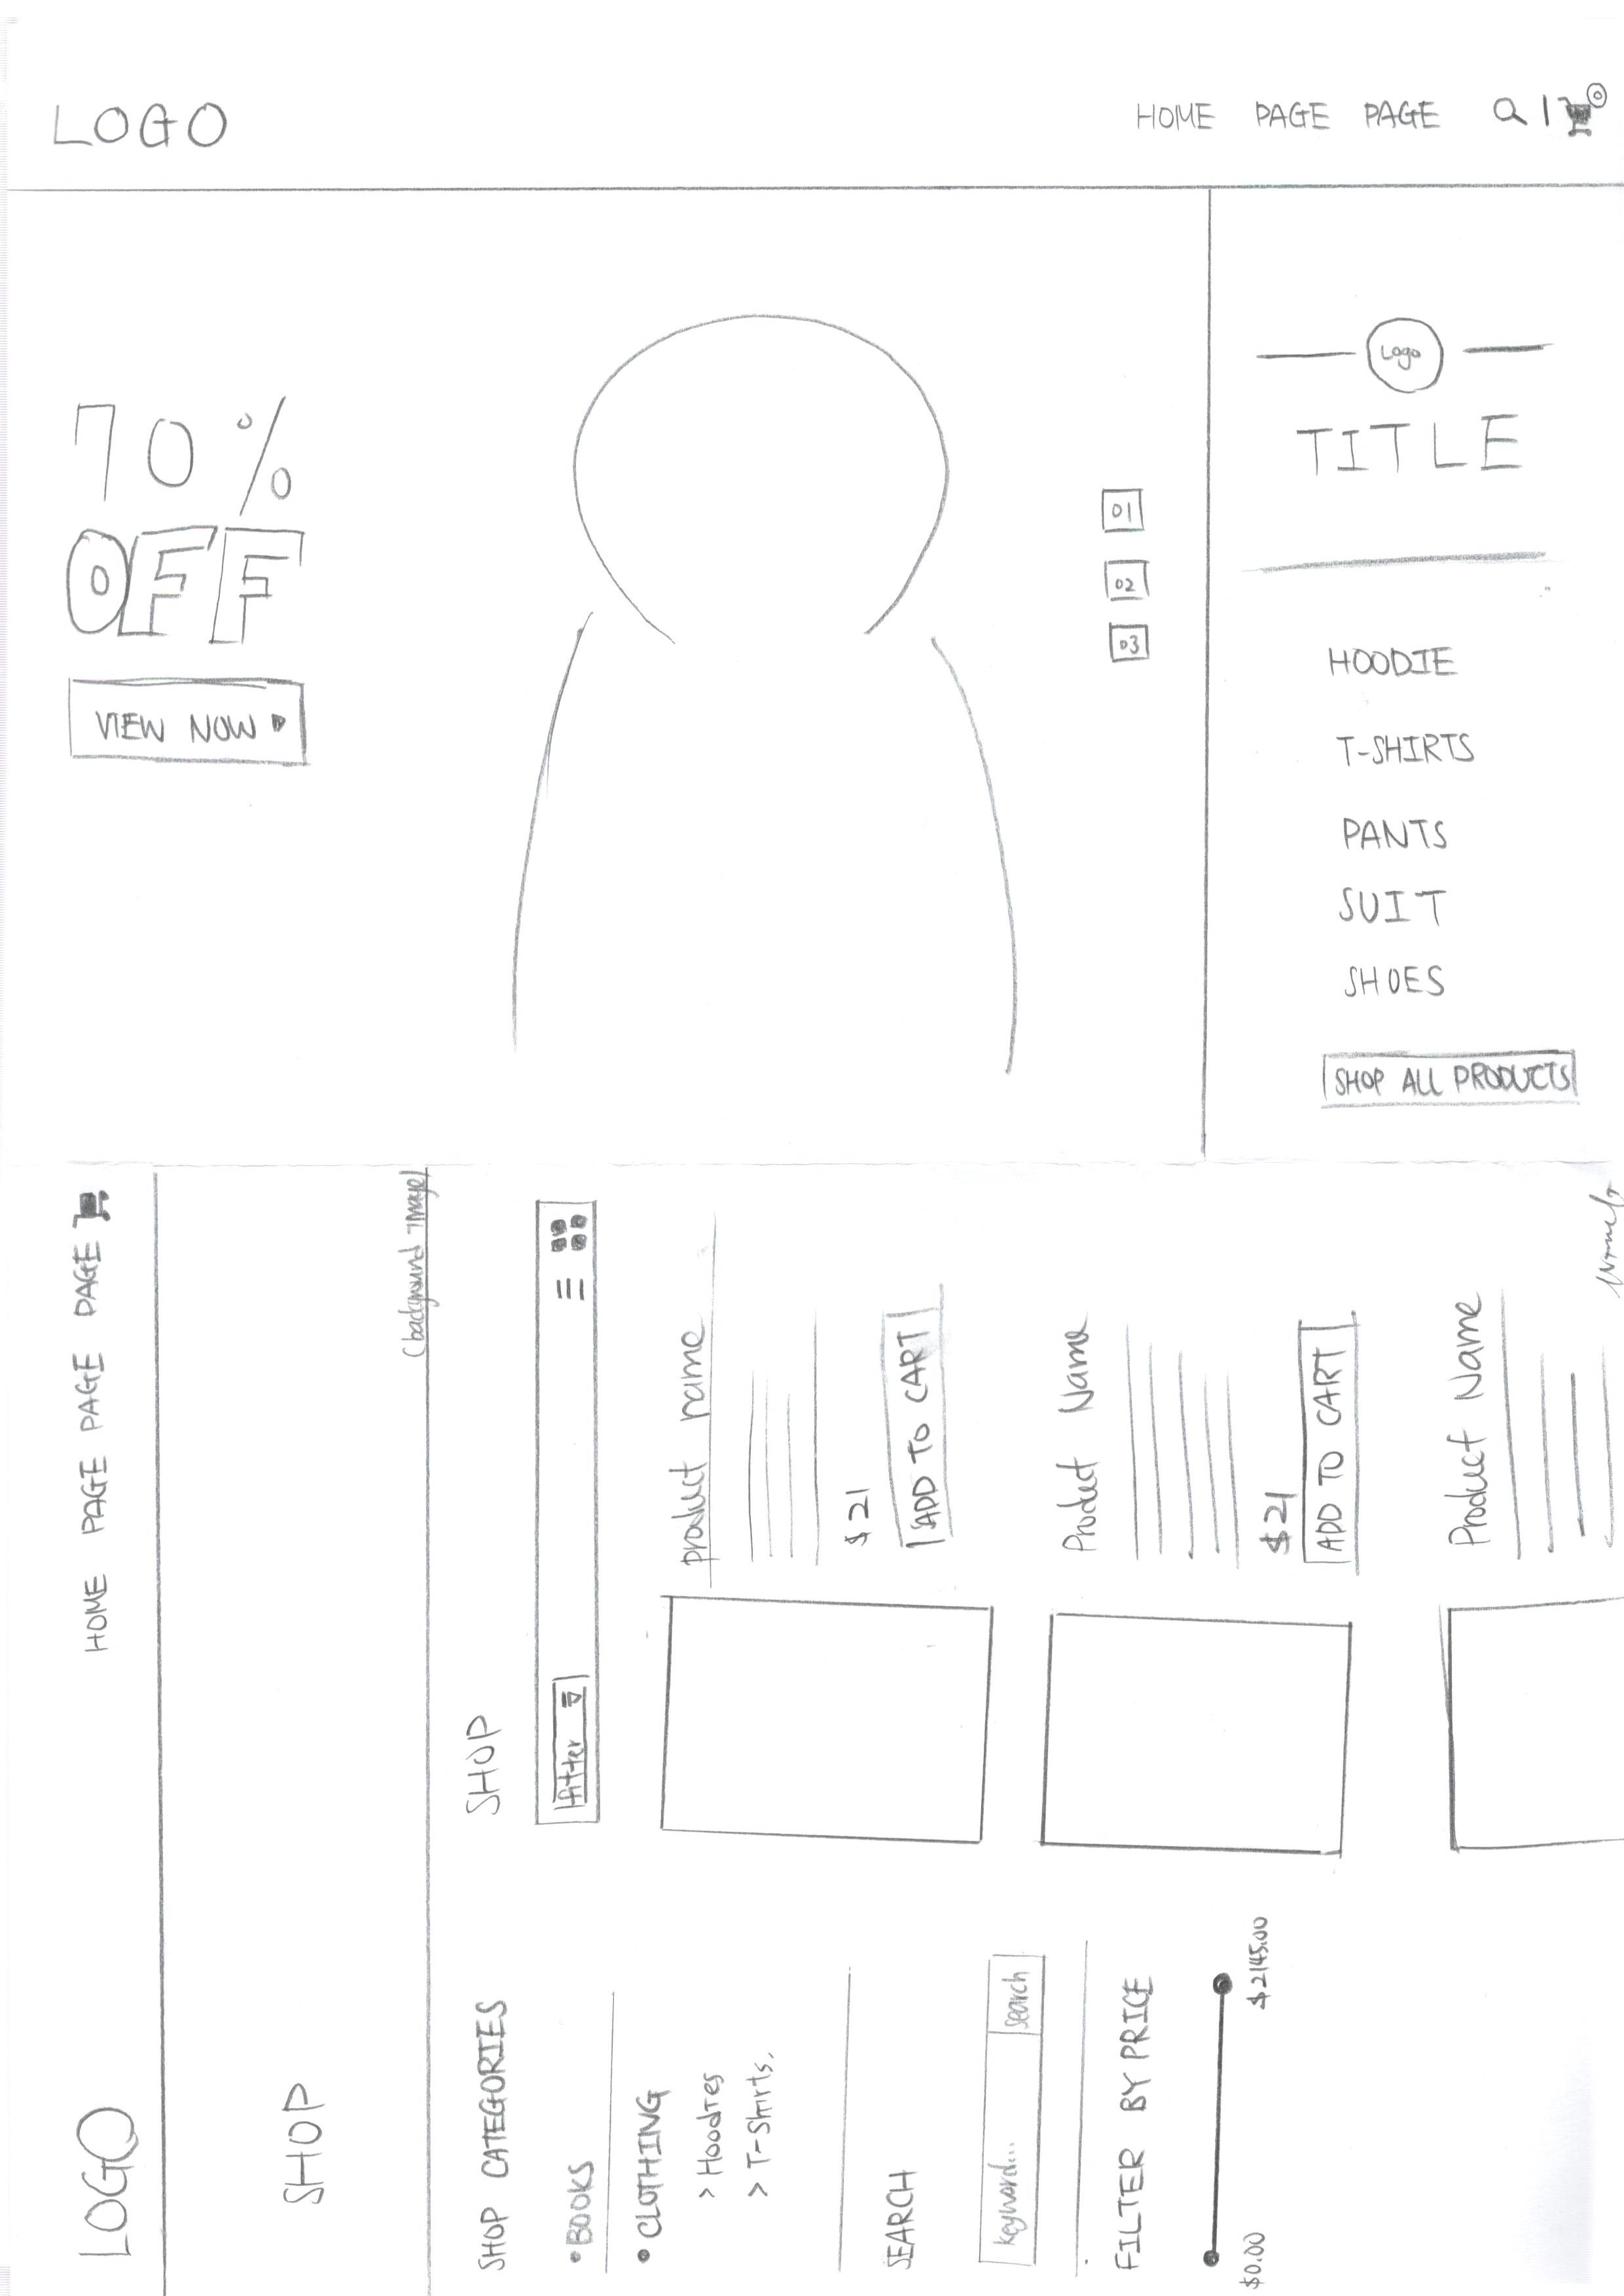 LOGO
HOME PAGE PAGE
0
70%
OFF
VIEW NOW
01
02
03
Logo
TITLE
HOODIE
T-SHIRTS
PANTS
SUIT
SHOES
SHOP ALL PRODUCTS
LOGO
HOME PAGE PAGE PAGE
SHOP
(background Image)
SHOP CATEGORIES
• BOOKS
• CLOTHING
> Hoodies
> T-Shirts.
SEARCH
keyword...
search
FILTER BY PRICE
$0.00
$2145.00
SHOP
filter
product name
$21
ADD TO CART
Product Name
$21
ADD TO CART
Product Name